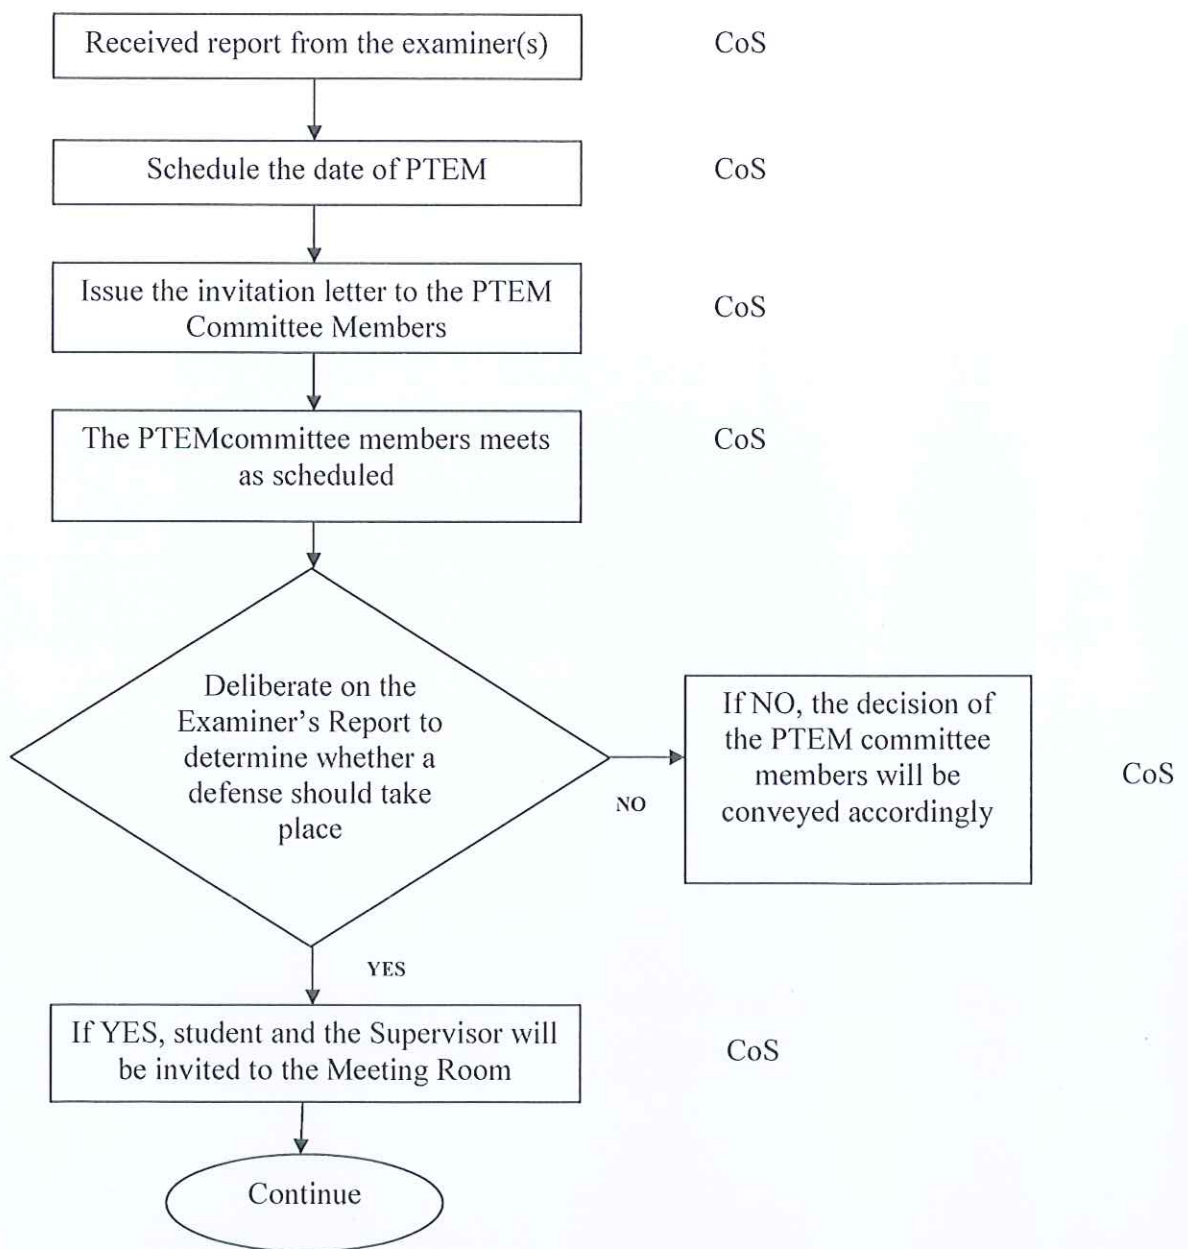 Received report from the examiner(s)
CoS
Schedule the date of PTEM
CoS
Issue the invitation letter to the PTEM
Committee Members
CoS
The PTEMcommittee members meets
as scheduled
CoS
Deliberate on the
Examiner's Report to
determine whether a
defense should take
place
NO
If NO, the decision of
the PTEM committee
members will be
conveyed accordingly
CoS
YES
If YES, student and the Supervisor will
be invited to the Meeting Room
CoS
Continue